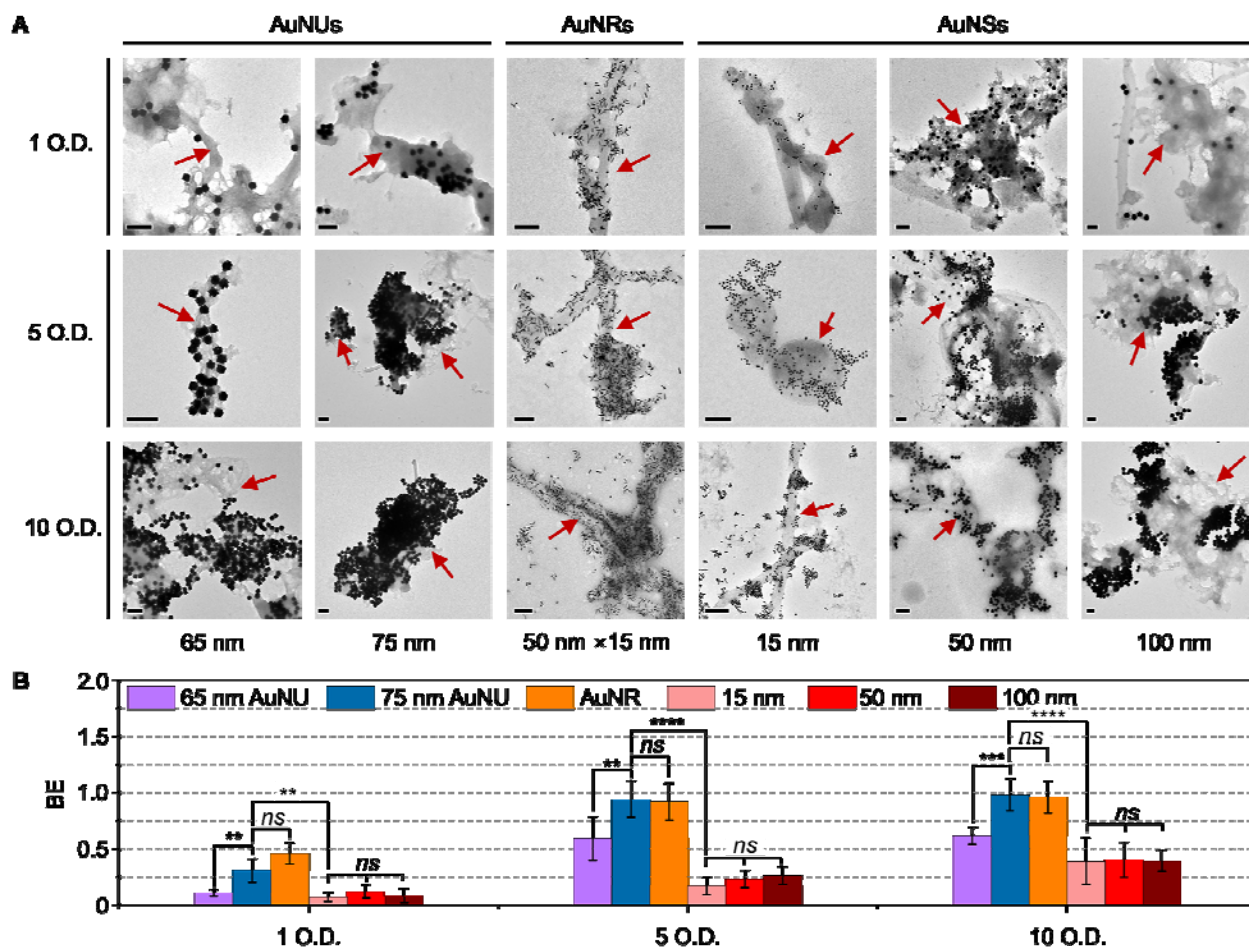 A
AuNUs AuNRs AuNSs
1 O.D.
5 O.D.
10 O.D.
65 nm 75 nm 50 nm ×15 nm 15 nm 50 nm 100 nm
B
65 nm AuNU 75 nm AuNU AuNR 15 nm 50 nm 100 nm
BE
2.0
1.5
1.0
0.5
0
** ns ** ns
** ns **** ns
*** ns **** ns
1 O.D. 5 O.D. 10 O.D.